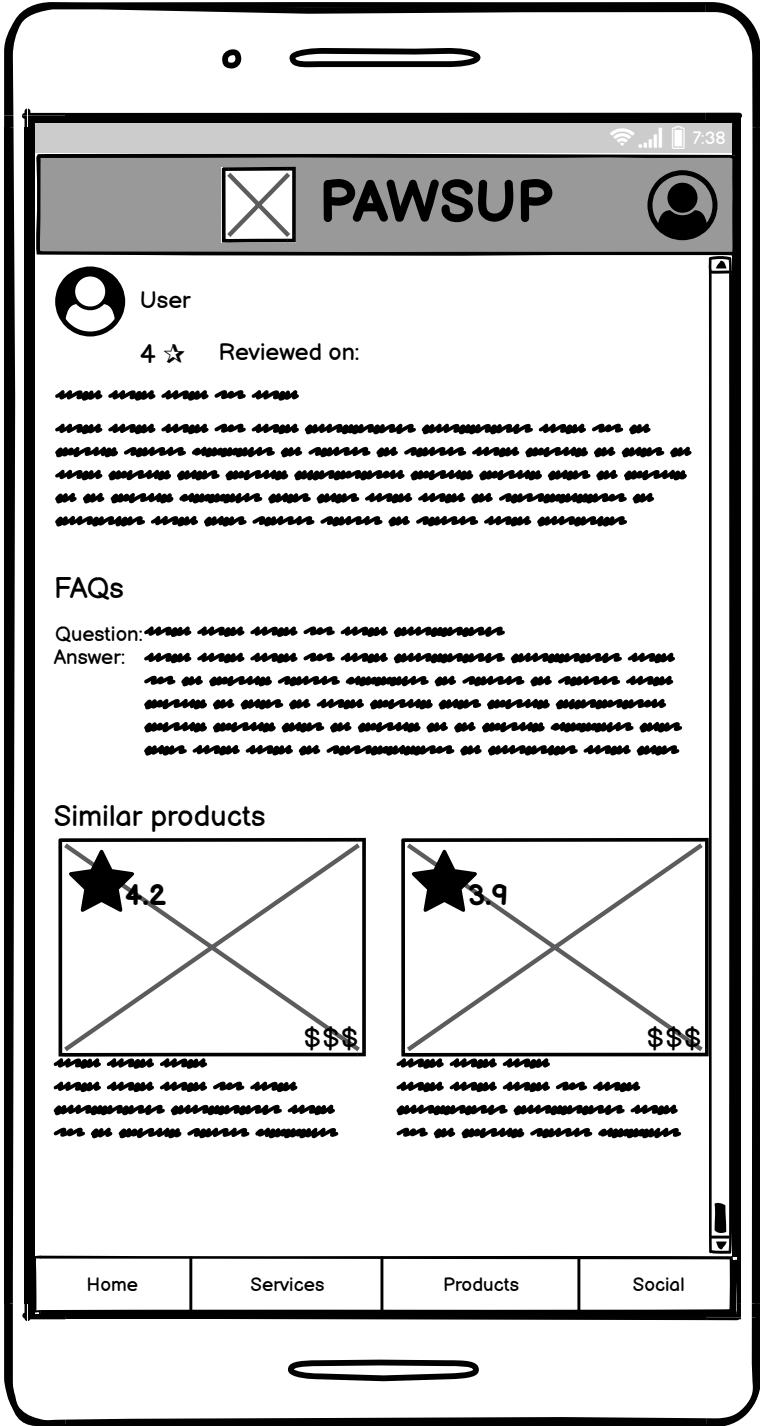 7:38
PAWSUP
User
4 ☆ Reviewed on:
FAQs
Question:
Answer:
Similar products
4.2 3.9
$$$ $$$
Home Services Products Social